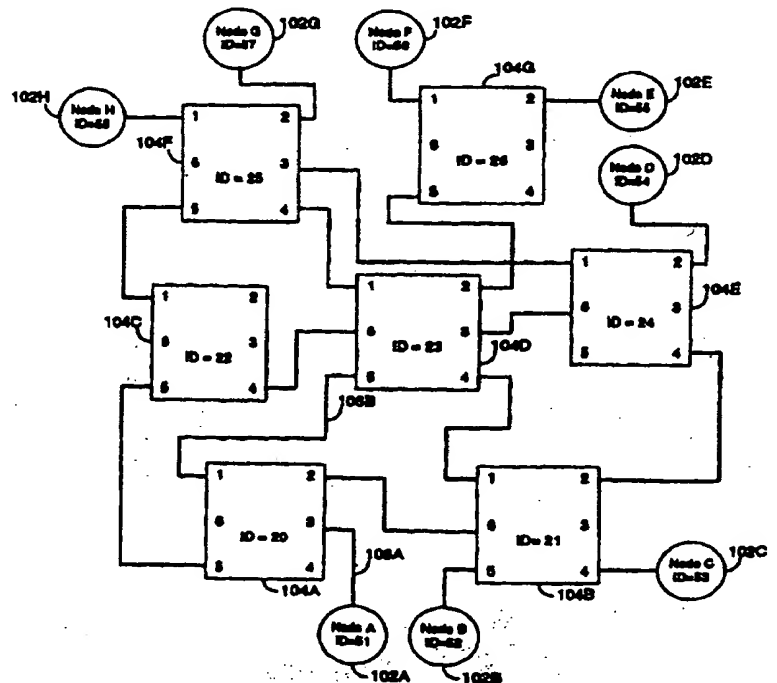 Node G
ID=57
102G
Node F
ID=56
102F
104G
102H
Node H
ID=58
1 2
104F
6 3
ID = 25
5 4
1 2
6 3
ID = 26
5 4
Node E
ID=55
102E
Node D
ID=54
102D
1 2
104C
6 3
ID = 22
5 4
1 2
6 3
ID = 23
5 4
104D
1 2
6 3
ID = 24
5 4
104E
106B
1 2
6 3
ID = 20
5 4
104A
106A
1 2
6 3
ID = 21
5 4
104B
Node C
ID=53
102C
Node A
ID=51
102A
Node B
ID=52
102B